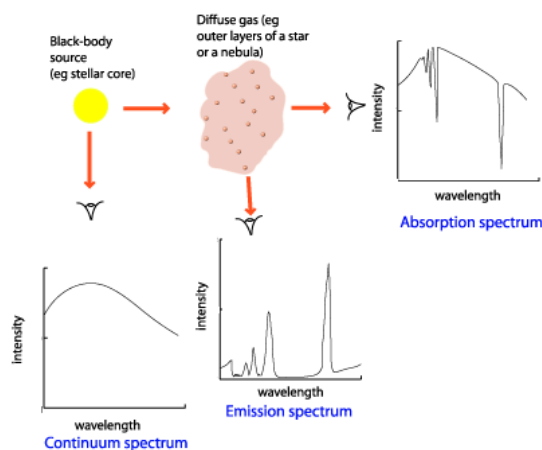 Black-body
source
(eg stellar core)
Diffuse gas (eg
outer layers of a star
or a nebula)
intensity
wavelength
Absorption spectrum
intensity
wavelength
Emission spectrum
intensity
wavelength
Continuum spectrum